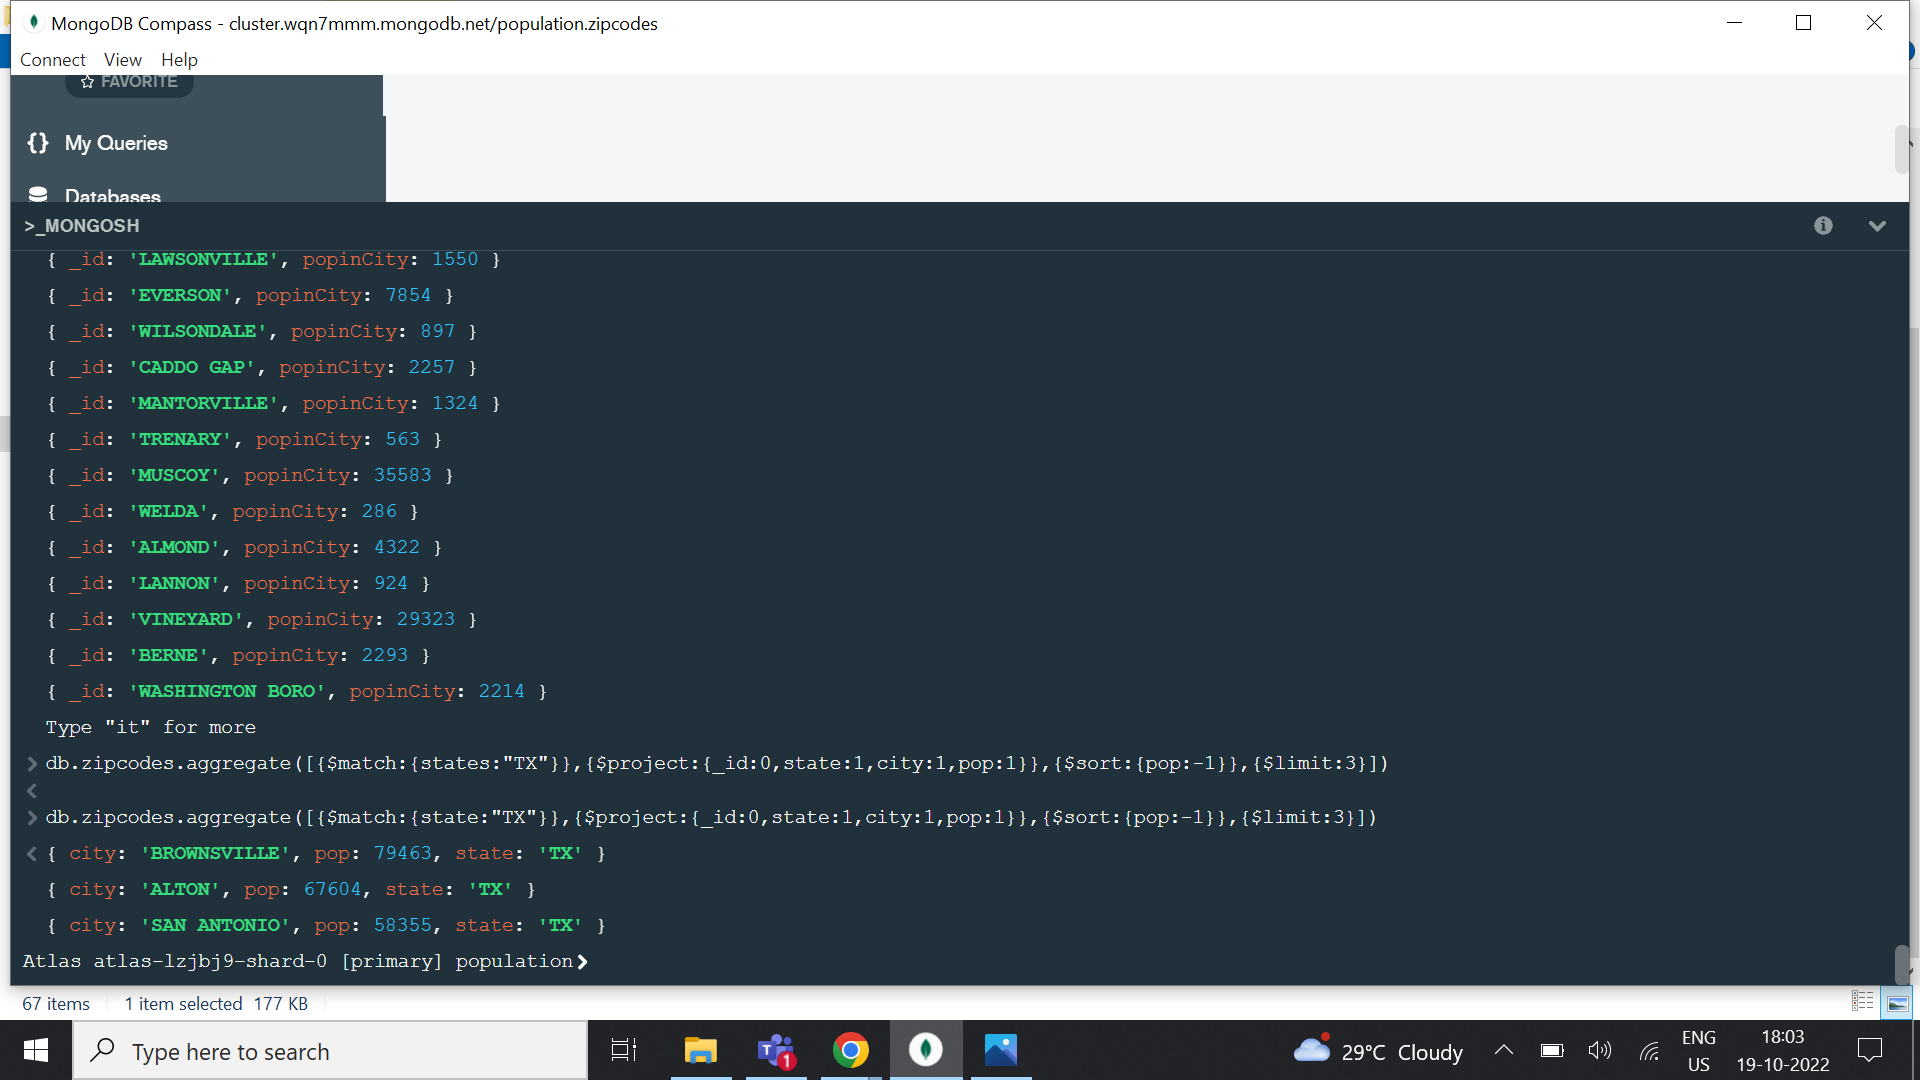 MongoDB Compass - cluster.wqn7mmm.mongodb.net/population.zipcodes
Connect View Help
FAVORITE
{} My Queries
Databases
>_MONGOSH
{ _id: 'LAWSONVILLE', popinCity: 1550 }
{ _id: 'EVERSON', popinCity: 7854 }
{ _id: 'WILSONDALE', popinCity: 897 }
{ _id: 'CADDO GAP', popinCity: 2257 }
{ _id: 'MANTORVILLE', popinCity: 1324 }
{ _id: 'TRENARY', popinCity: 563 }
{ _id: 'MUSCOY', popinCity: 35583 }
{ _id: 'WELDA', popinCity: 286 }
{ _id: 'ALMOND', popinCity: 4322 }
{ _id: 'LANNON', popinCity: 924 }
{ _id: 'VINEYARD', popinCity: 29323 }
{ _id: 'BERNE', popinCity: 2293 }
{ _id: 'WASHINGTON BORO', popinCity: 2214 }
Type "it" for more
> db.zipcodes.aggregate([{$match:{states:"TX"}},{$project:{_id:0,state:1,city:1,pop:1}},{$sort:{pop:-1}},{$limit:3}])
<
> db.zipcodes.aggregate([{$match:{state:"TX"}},{$project:{_id:0,state:1,city:1,pop:1}},{$sort:{pop:-1}},{$limit:3}])
< { city: 'BROWNSVILLE', pop: 79463, state: 'TX' }
{ city: 'ALTON', pop: 67604, state: 'TX' }
{ city: 'SAN ANTONIO', pop: 58355, state: 'TX' }
Atlas atlas-lzjbj9-shard-0 [primary] population>
67 items 1 item selected 177 KB
Type here to search
1
29°C Cloudy
ENG
US
18:03
19-10-2022